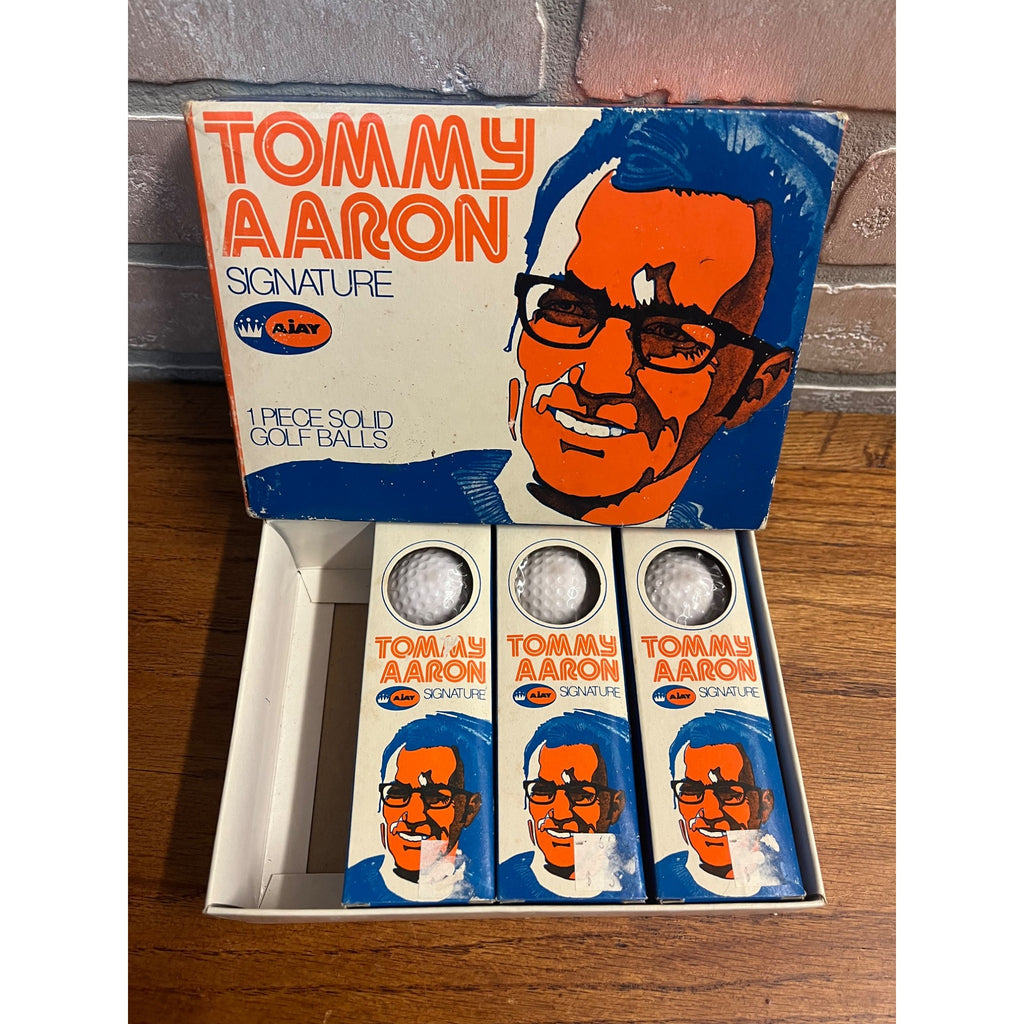 TOMMY
AARON
SIGNATURE
AJAY
1 PIECE SOLID
GOLF BALLS
TOMMY
AARON
AJAY SIGNATURE
TOMMY
AARON
AJAY SIGNATURE
TOMMY
AARON
AJAY SIGNATURE